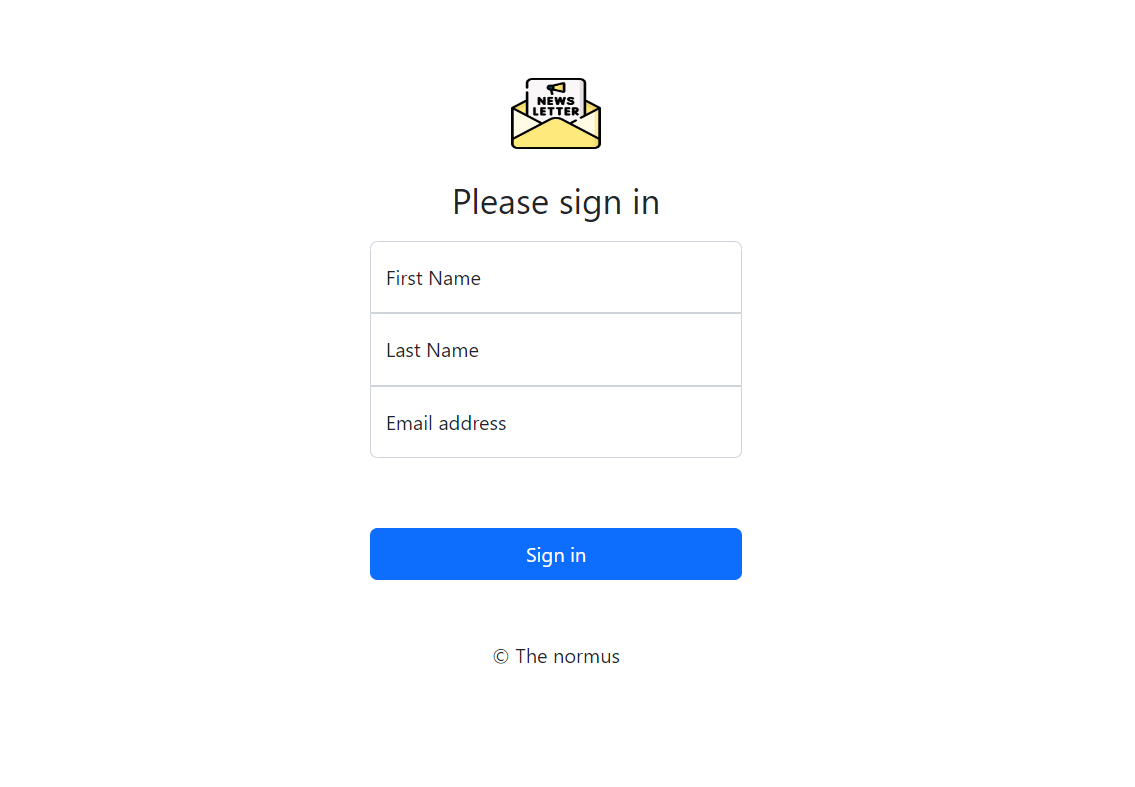 NEWS
LETTER
Please sign in
First Name
Last Name
Email address
Sign in
© The normus